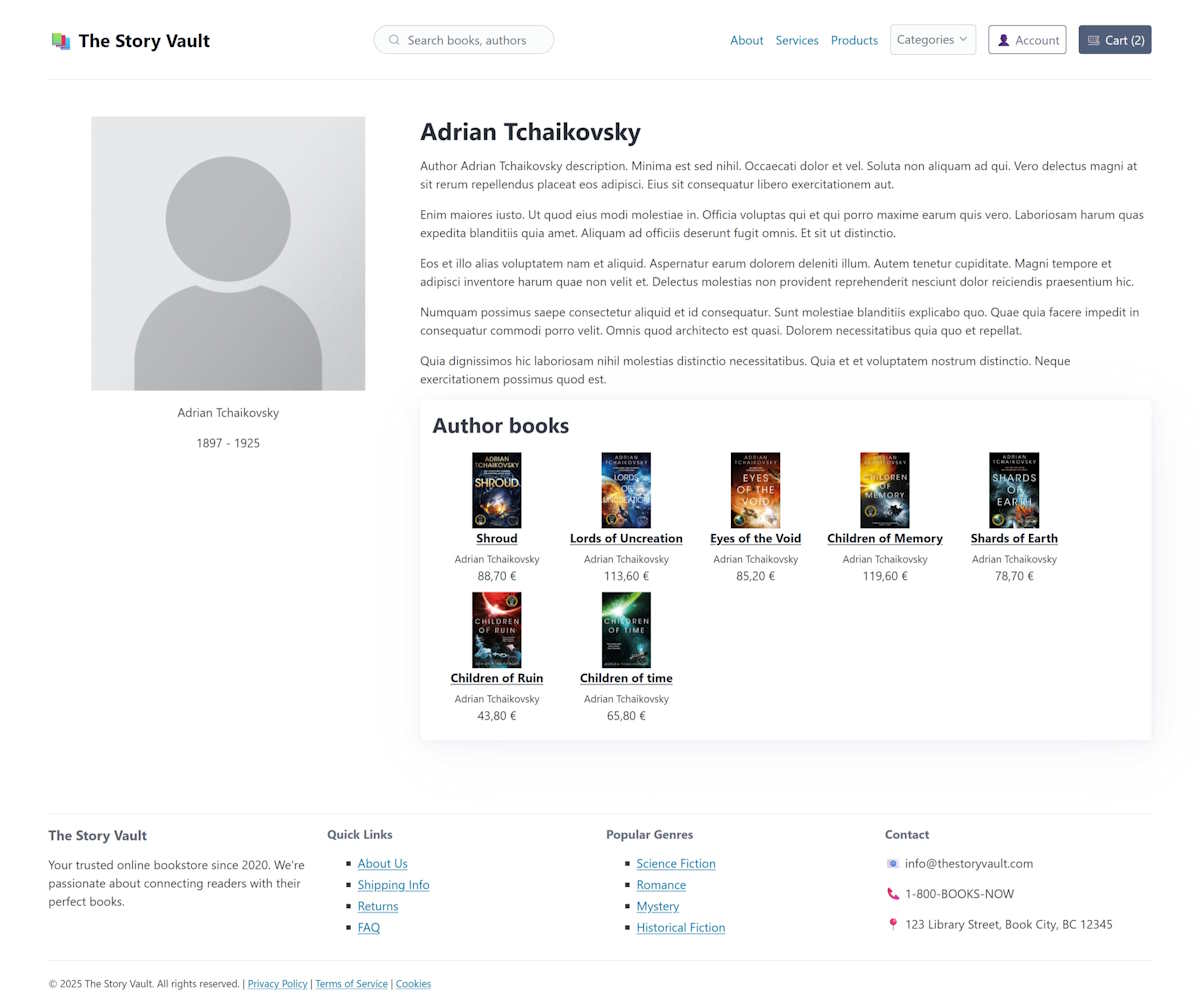 The Story Vault
Search books, authors
About Services Products Categories Account Cart (2)
Adrian Tchaikovsky
Author Adrian Tchaikovsky description. Minima est sed nihil. Occaecati dolor et vel. Soluta non aliquam ad qui. Vero delectus magni at
sit rerum repellendus placeat eos adipisci. Eius sit consequatur libero exercitationem aut.
Enim maiores iusto. Ut quod eius modi molestiae in. Officia voluptas qui et qui porro maxime earum quis vero. Laboriosam harum quas
expedita blanditiis quia amet. Aliquam ad officiis deserunt fugit omnis. Et sit ut distinctio.
Eos et illo alias voluptatem nam et aliquid. Aspernatur earum dolorem deleniti illum. Autem tenetur cupiditate. Magni tempore et
adipisci inventore harum quae non velit et. Delectus molestias non provident reprehenderit nesciunt dolor reiciendis praesentium hic.
Numquam possimus saepe consectetur aliquid et id consequatur. Sunt molestiae blanditiis explicabo quo. Quae quia facere impedit in
consequatur commodi porro velit. Omnis quod architecto est quasi. Dolorem necessitatibus quia quo et repellat.
Quia dignissimos hic laboriosam nihil molestias distinctio necessitatibus. Quia et et voluptatem nostrum distinctio. Neque
exercitationem possimus quod est.
Adrian Tchaikovsky
1897 - 1925
Author books
ADRIAN
TCHAIKOVSKY
SHROUD
Shroud
Adrian Tchaikovsky
88,70 €
ADRIAN
TCHAIKOVSKY
LORDS
OF
UNCREATION
Lords of Uncreation
Adrian Tchaikovsky
113,60 €
ADRIAN
TCHAIKOVSKY
EYES
OF THE
VOID
Eyes of the Void
Adrian Tchaikovsky
85,20 €
ADRIAN
TCHAIKOVSKY
CHILDREN
OF
MEMORY
Children of Memory
Adrian Tchaikovsky
119,60 €
ADRIAN
TCHAIKOVSKY
SHARDS
OF
EARTH
Shards of Earth
Adrian Tchaikovsky
78,70 €
CHILDREN
OF RUIN
Children of Ruin
Adrian Tchaikovsky
43,80 €
CHILDREN
OF TIME
ADRIAN TCHAIKOVSKY
Children of time
Adrian Tchaikovsky
65,80 €
The Story Vault
Your trusted online bookstore since 2020. We're
passionate about connecting readers with their
perfect books.
Quick Links
About Us
Shipping Info
Returns
FAQ
Popular Genres
Science Fiction
Romance
Mystery
Historical Fiction
Contact
info@thestoryvault.com
1-800-BOOKS-NOW
123 Library Street, Book City, BC 12345
© 2025 The Story Vault. All rights reserved. | Privacy Policy | Terms of Service | Cookies